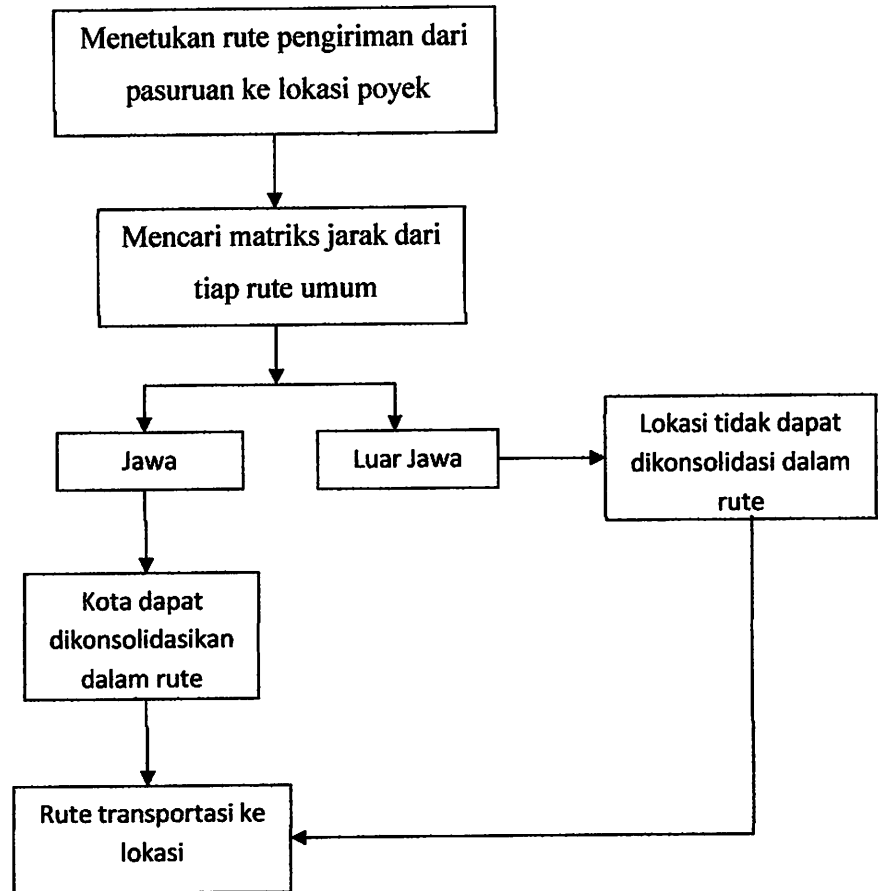 Menetukan rute pengiriman dari
pasuruan ke lokasi poyek
Mencari matriks jarak dari
tiap rute umum
Jawa
Luar Jawa
Lokasi tidak dapat
dikonsolidasi dalam
rute
Kota dapat
dikonsolidasikan
dalam rute
Rute transportasi ke
lokasi